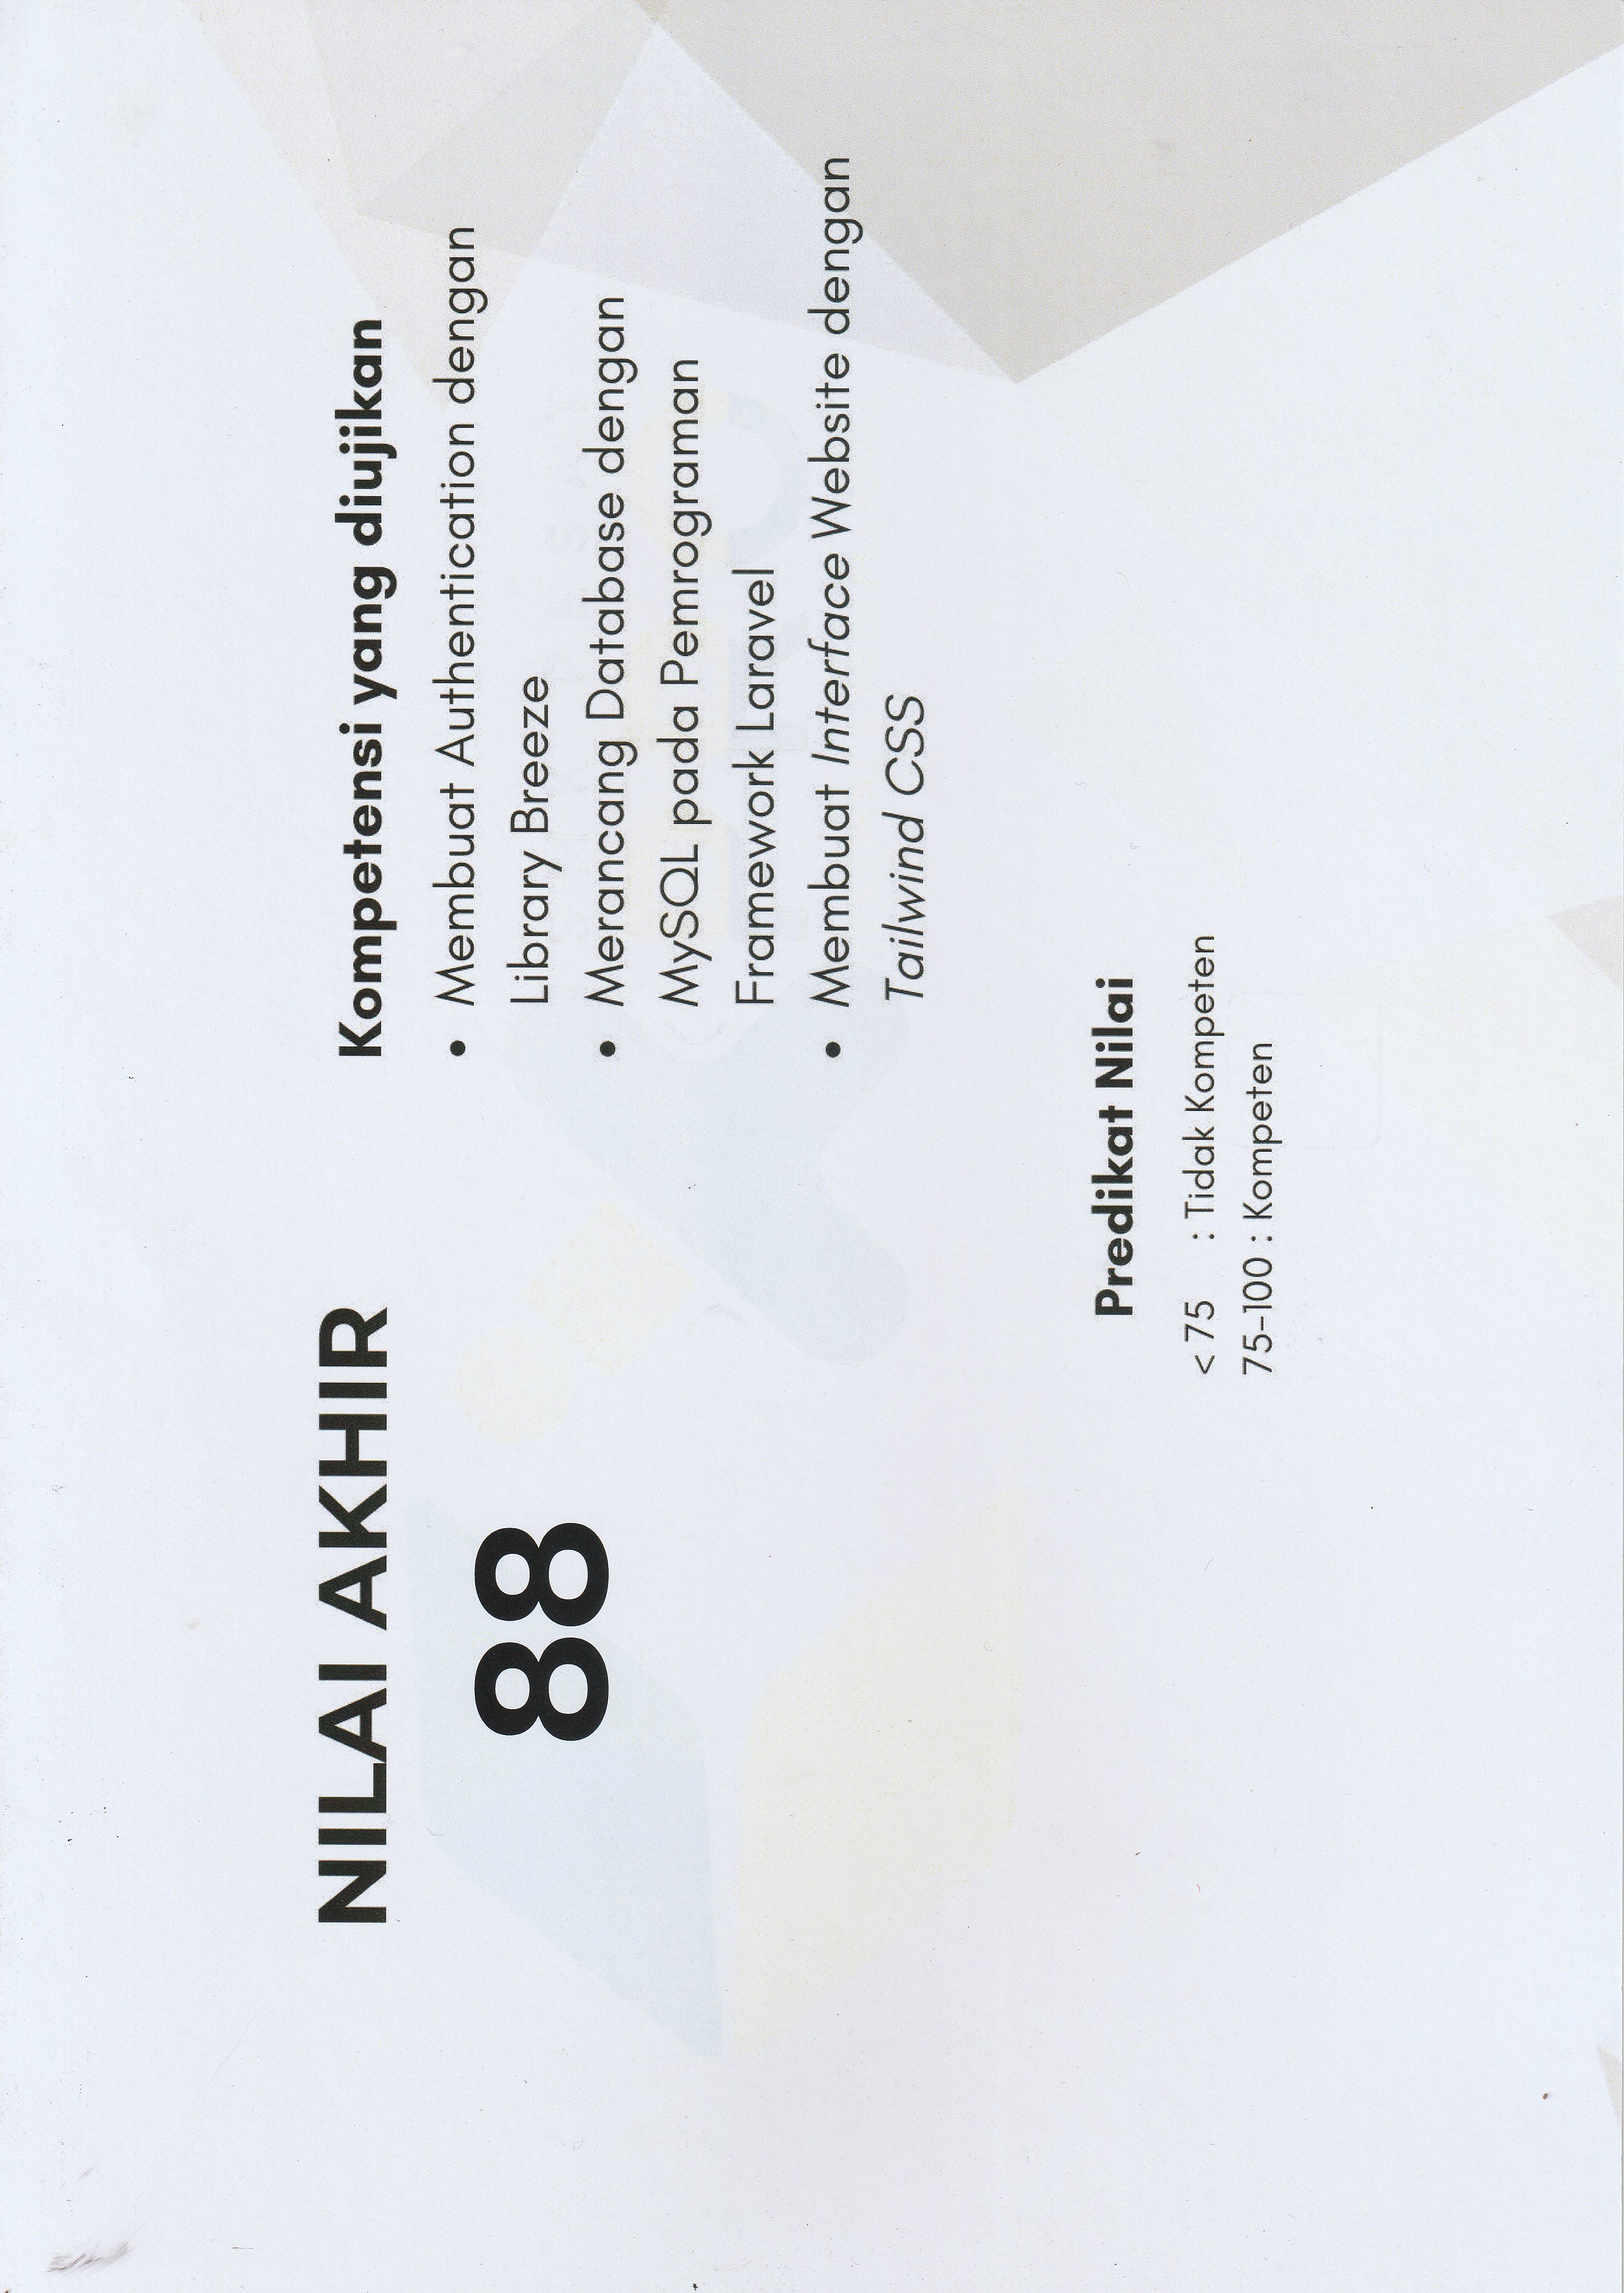 NILAI AKHIR
88
Kompetensi yang diujikan
• Membuat Authentication dengan
Library Breeze
• Merancang Database dengan
MySQL pada Pemrograman
Framework Laravel
• Membuat Interface Website dengan
Tailwind CSS
Predikat Nilai
< 75 : Tidak Kompeten
75-100 : Kompeten